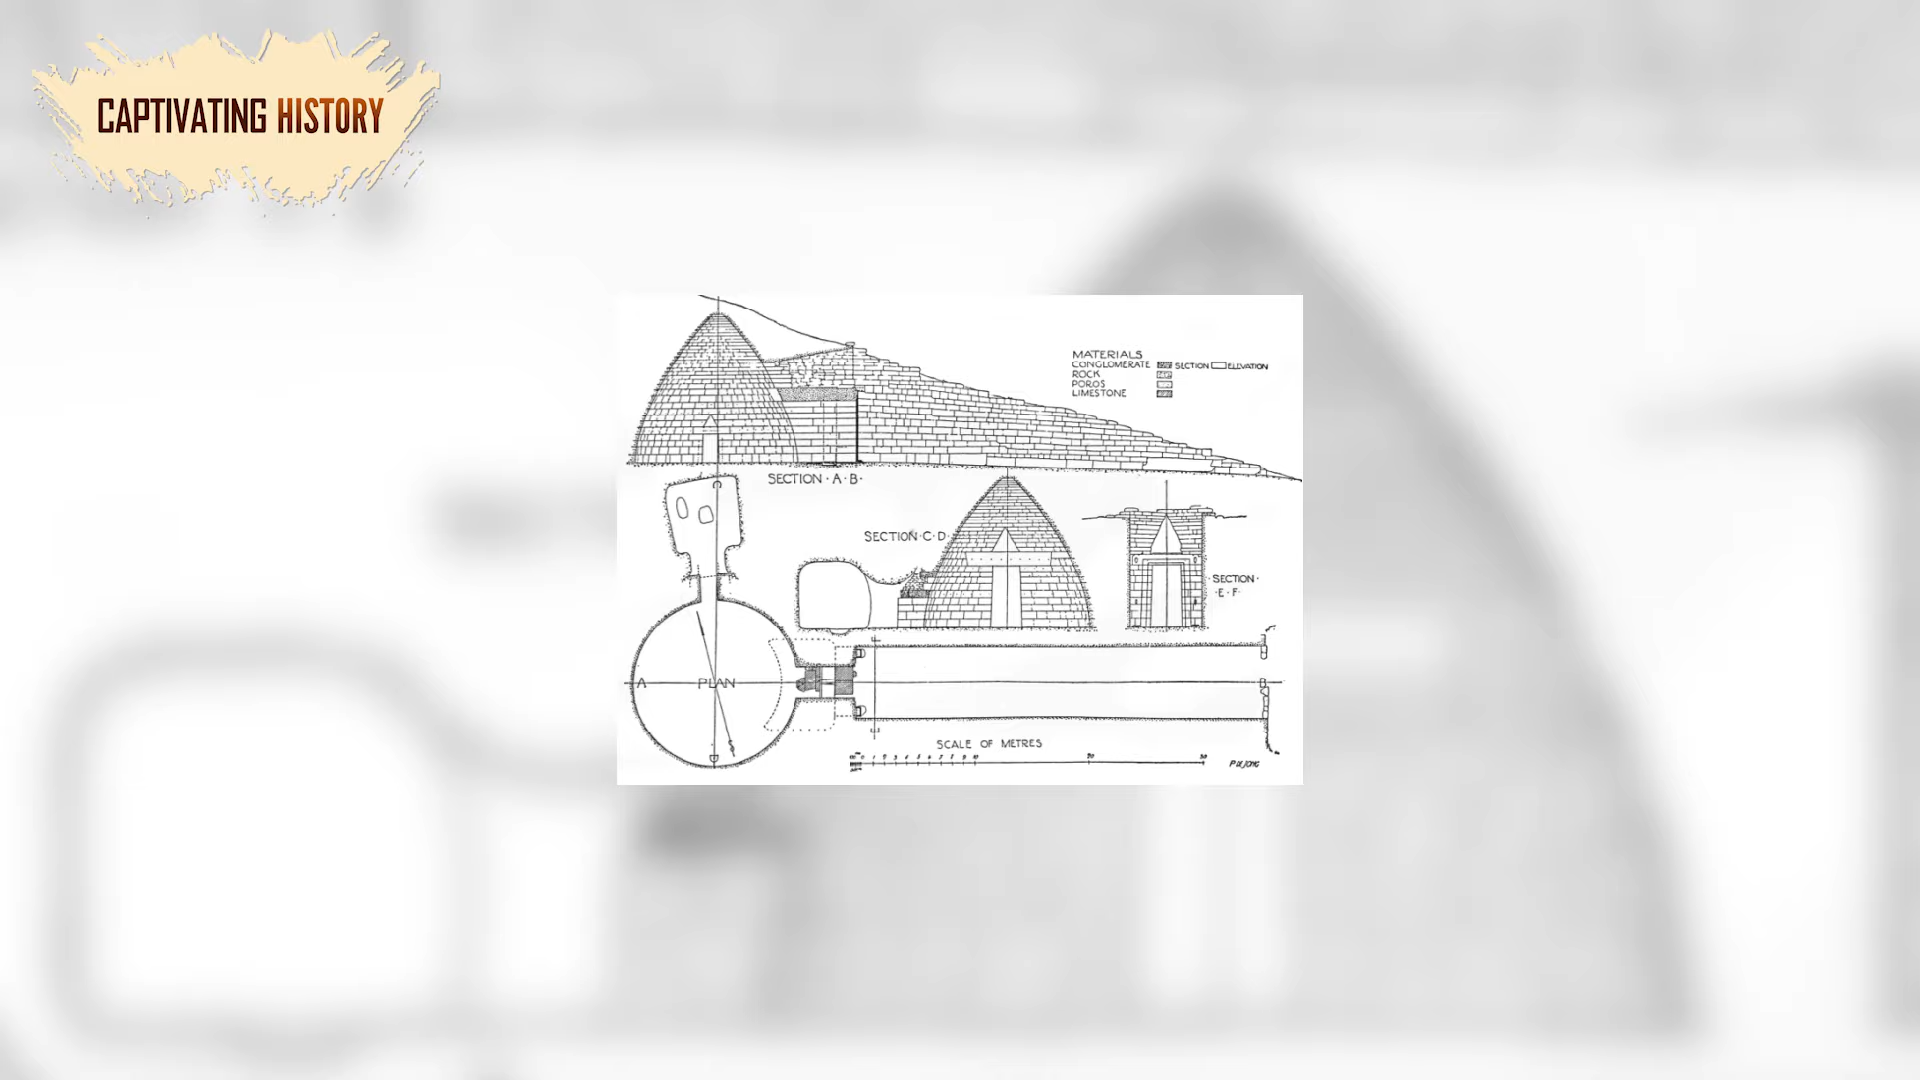 CAPTIVATING HISTORY
MATERIALS
CONGLOMERATE SECTION ELEVATION
ROCK
POROS
LIMESTONE
SECTION · A · B ·
SECTION · C · D ·
SECTION ·
· E · F ·
A PLAN B
SCALE OF METRES